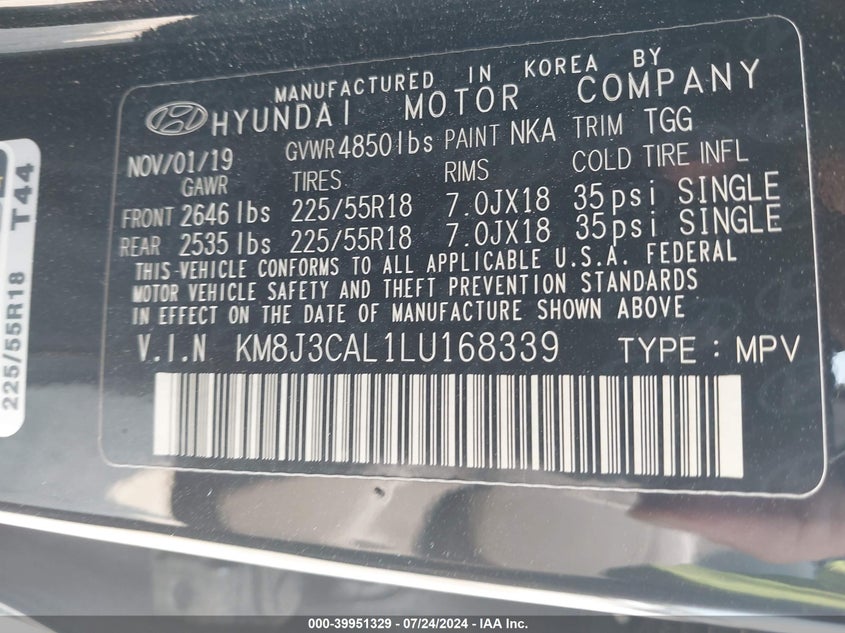 MANUFACTURED IN KOREA BY
HYUNDAI MOTOR COMPANY
NOV/01/19 GVWR 4850 lbs PAINT NKA TRIM TGG
GAWR TIRES RIMS COLD TIRE INFL
FRONT 2646 lbs 225/55R18 7.0JX18 35psi SINGLE
REAR 2535 lbs 225/55R18 7.0JX18 35psi SINGLE
THIS VEHICLE CONFORMS TO ALL APPLICABLE U.S.A. FEDERAL
MOTOR VEHICLE SAFETY AND THEFT PREVENTION STANDARDS
IN EFFECT ON THE DATE OF MANUFACTURE SHOWN ABOVE
V.I.N KM8J3CAL1LU168339 TYPE : MPV
225/55R18 T44
000-39951329 | 07/24/2024 | IAA Inc.